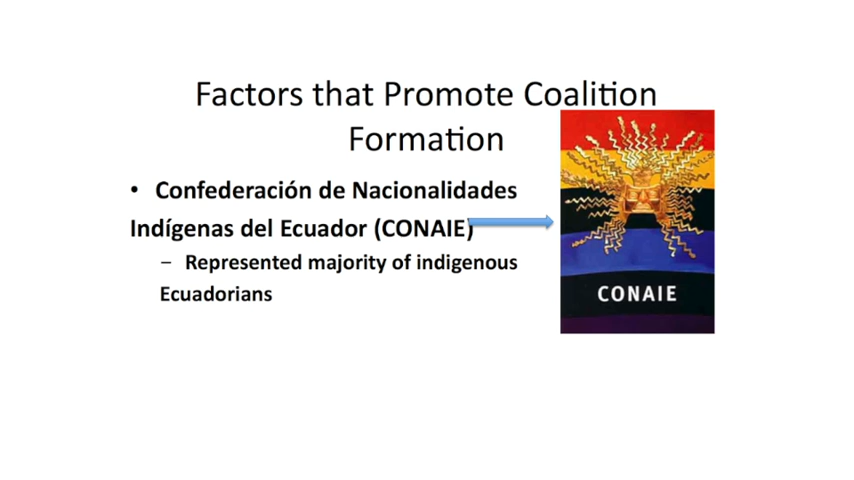 Factors that Promote Coalition
Formation
• Confederación de Nacionalidades
Indígenas del Ecuador (CONAIE)
– Represented majority of indigenous
Ecuadorians
CONAIE